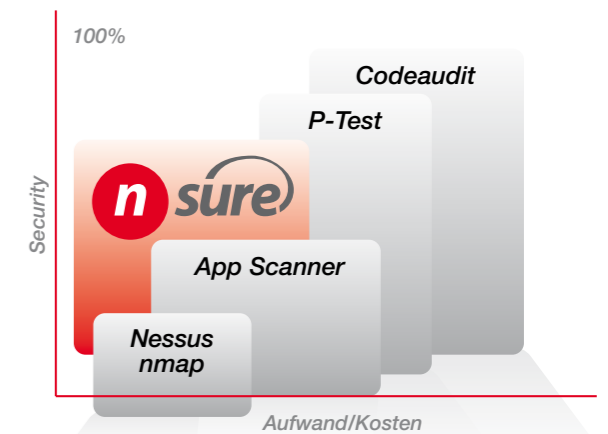 100%
Codeaudit
P-Test
n sure
App Scanner
Nessus
nmap
Security
Aufwand/Kosten